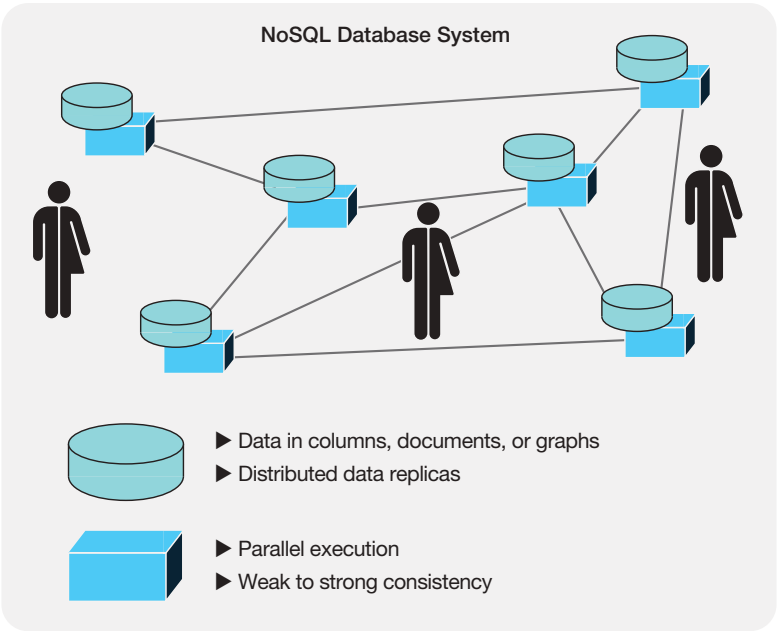 NoSQL Database System
▶ Data in columns, documents, or graphs
▶ Distributed data replicas
▶ Parallel execution
▶ Weak to strong consistency